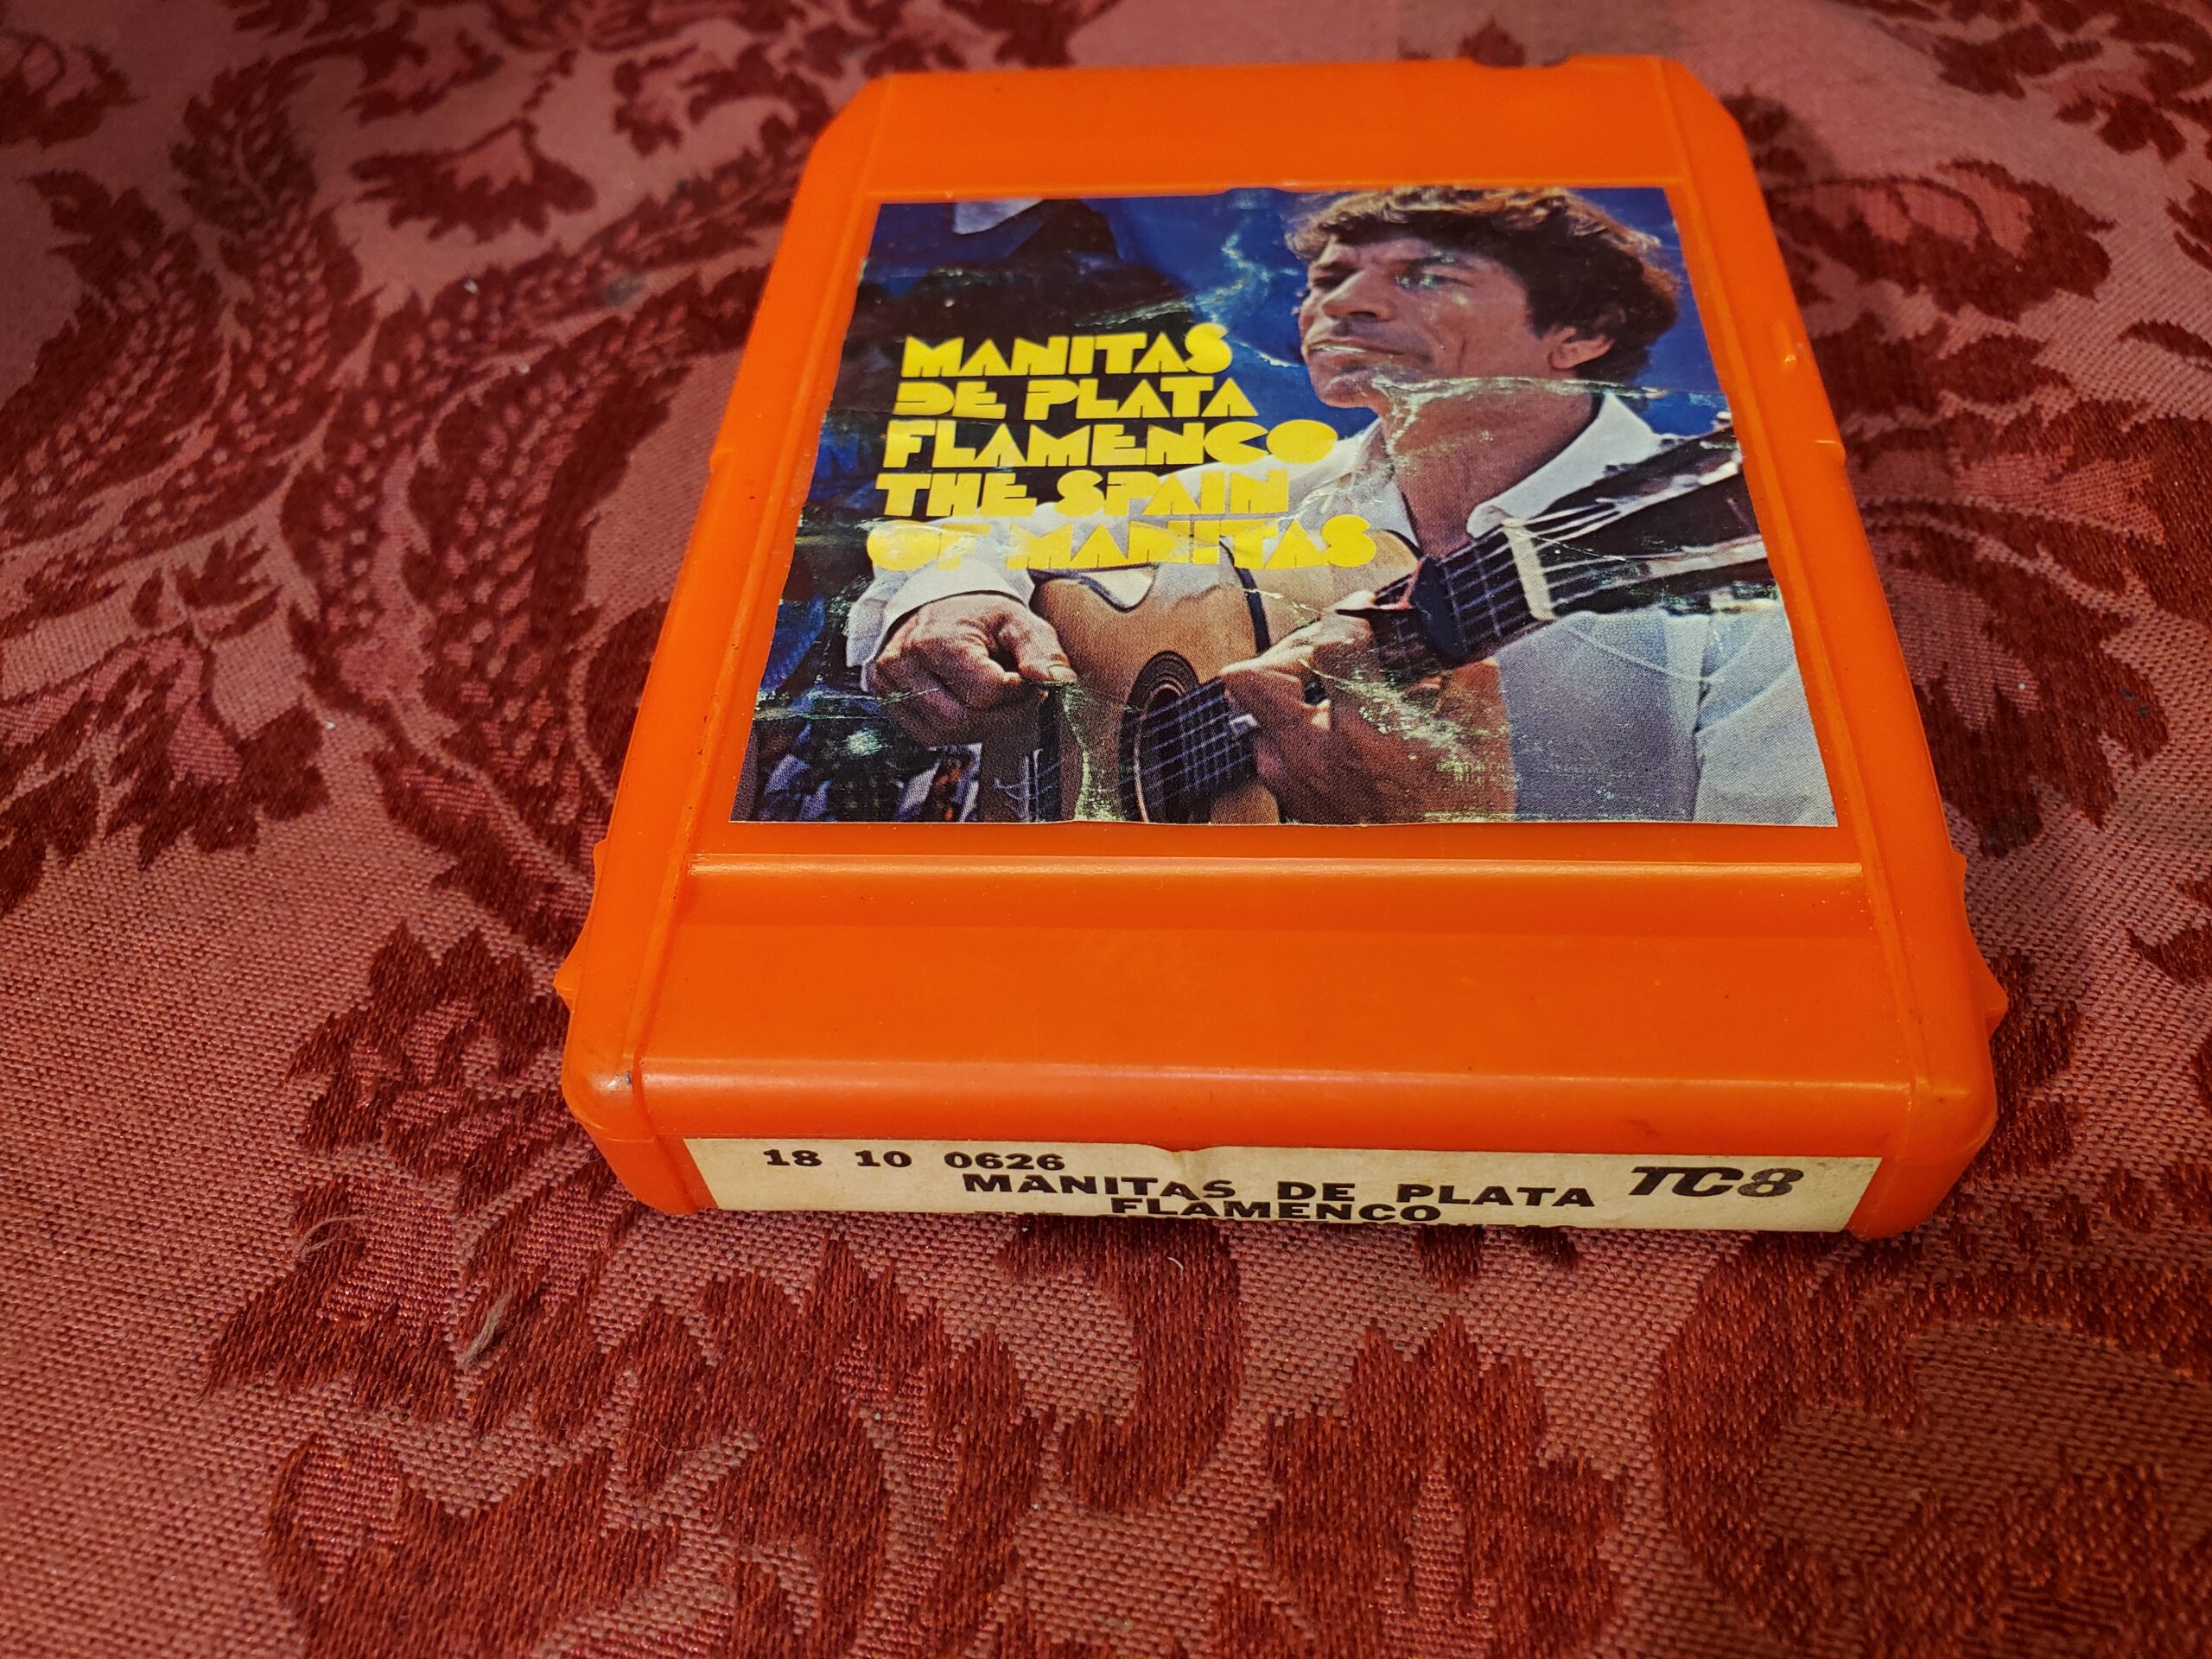 MANITAS
DE PLATA
FLAMENCO
THE SPAIN
OF MANITAS
18 10 0626
MANITAS DE PLATA
TC8
FLAMENCO